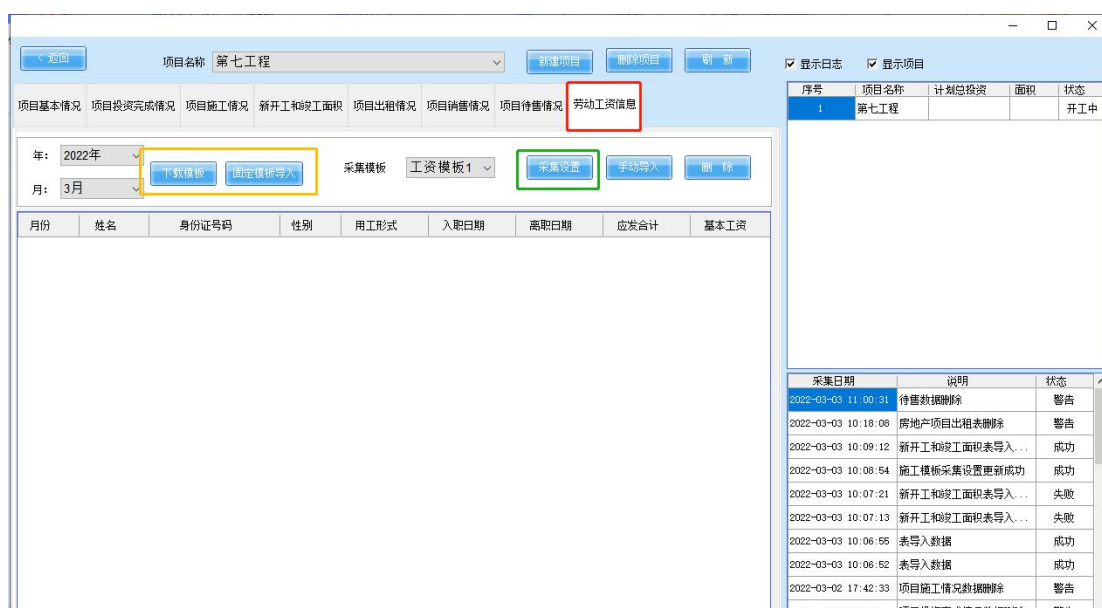 < 返回
项目名称 第七工程 新建项目 删除项目 刷 新
显示日志 显示项目
项目基本情况 项目投资完成情况 项目施工情况 新开工和竣工面积 项目出租情况 项目销售情况 项目待售情况 劳动工资信息
年: 2022年
月: 3月
下载模板 固定模板导入
采集模板 工资模板1 采集设置 手动导入 删 除
月份 姓名 身份证号码 性别 用工形式 入职日期 离职日期 应发合计 基本工资
序号 项目名称 计划总投资 面积 状态
1 第七工程 开工中
采集日期 说明 状态
2022-03-03 11:00:31 待售数据删除 警告
2022-03-03 10:18:08 房地产项目出租表删除 警告
2022-03-03 10:09:12 新开工和竣工面积表导入... 成功
2022-03-03 10:08:54 施工模板采集设置更新成功 成功
2022-03-03 10:07:21 新开工和竣工面积表导入... 失败
2022-03-03 10:07:13 新开工和竣工面积表导入... 失败
2022-03-03 10:06:55 表导入数据 成功
2022-03-03 10:06:52 表导入数据 成功
2022-03-02 17:42:33 项目施工情况数据删除 警告